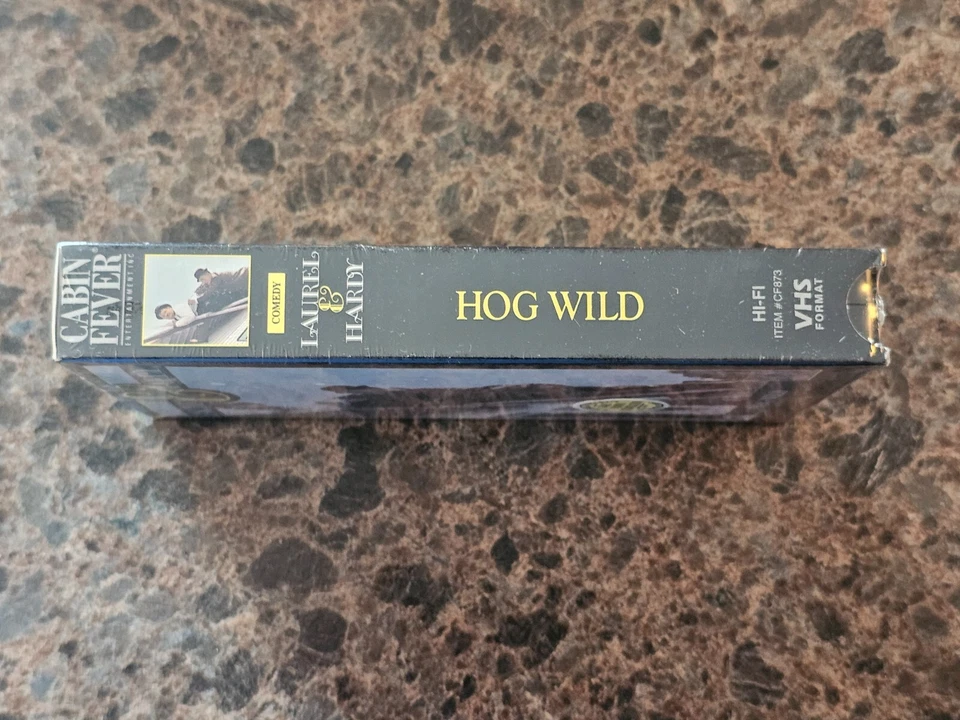 CABIN
FEVER
ENTERTAINMENT INC
COMEDY
LAUREL
&
HARDY
HOG WILD
HI-FI
ITEM # CF873
VHS
FORMAT